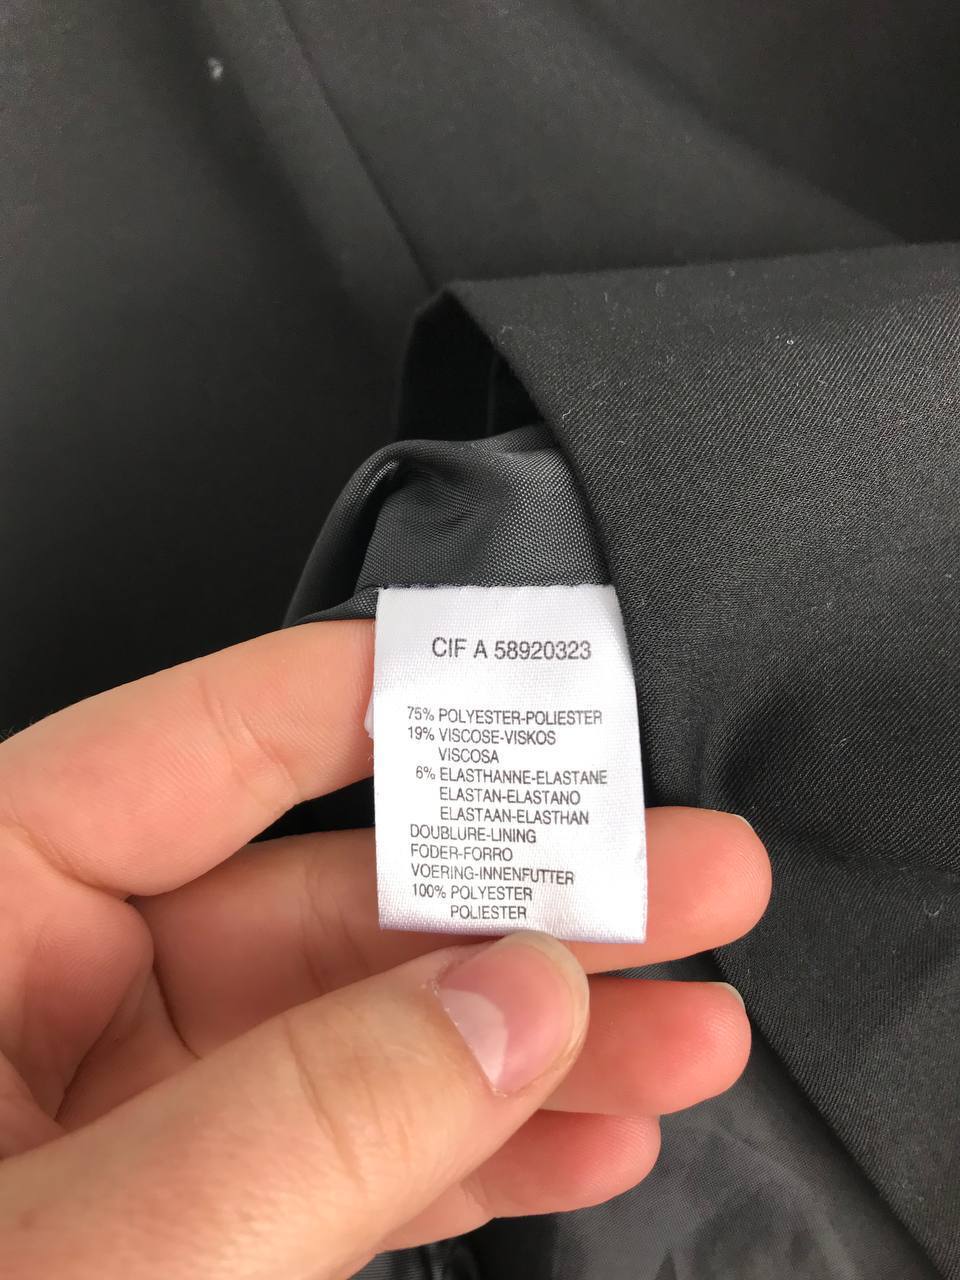 CIF A 58920323
75% POLYESTER-POLIESTER
19% VISCOSE-VISKOS
VISCOSA
6% ELASTHANNE-ELASTANE
ELASTAN-ELASTANO
ELASTAAN-ELASTHAN
DOUBLURE-LINING
FODER-FORRO
VOERING-INNENFUTTER
100% POLYESTER
POLIESTER